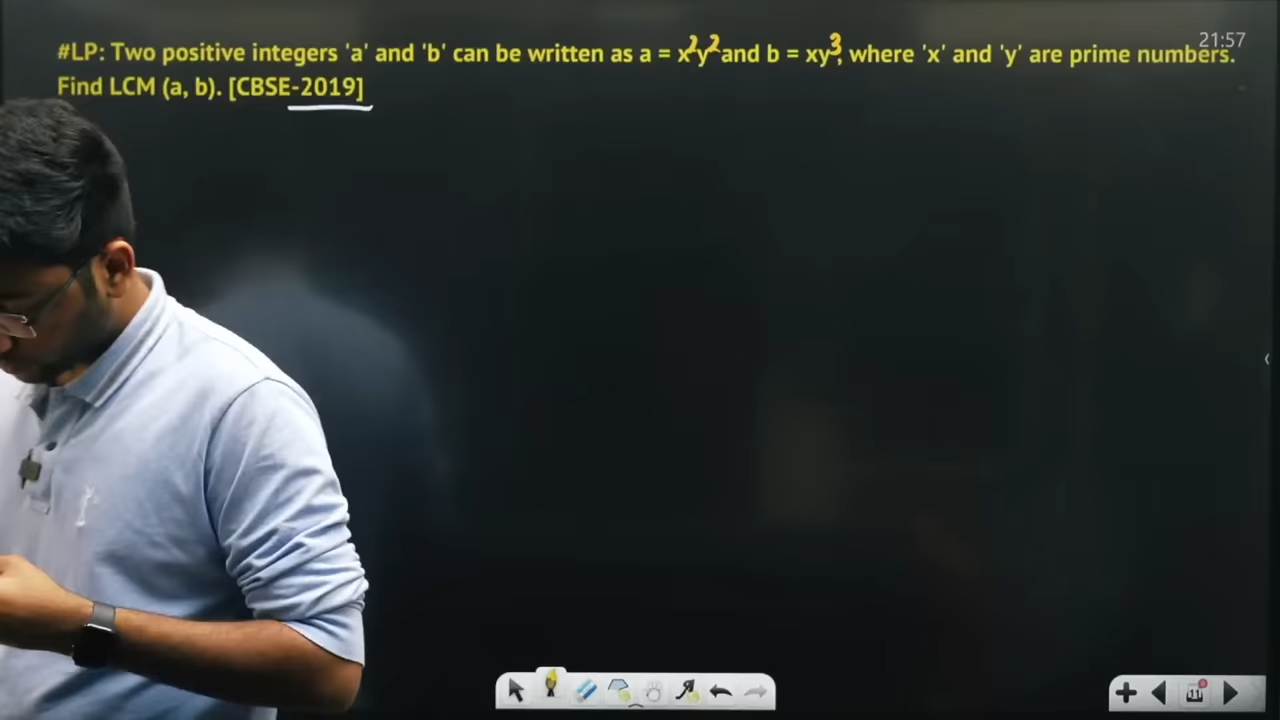 #LP: Two positive integers 'a' and 'b' can be written as a = x²y² and b = xy³, where 'x' and 'y' are prime numbers.
Find LCM (a, b). [CBSE-2019]
21:57
11